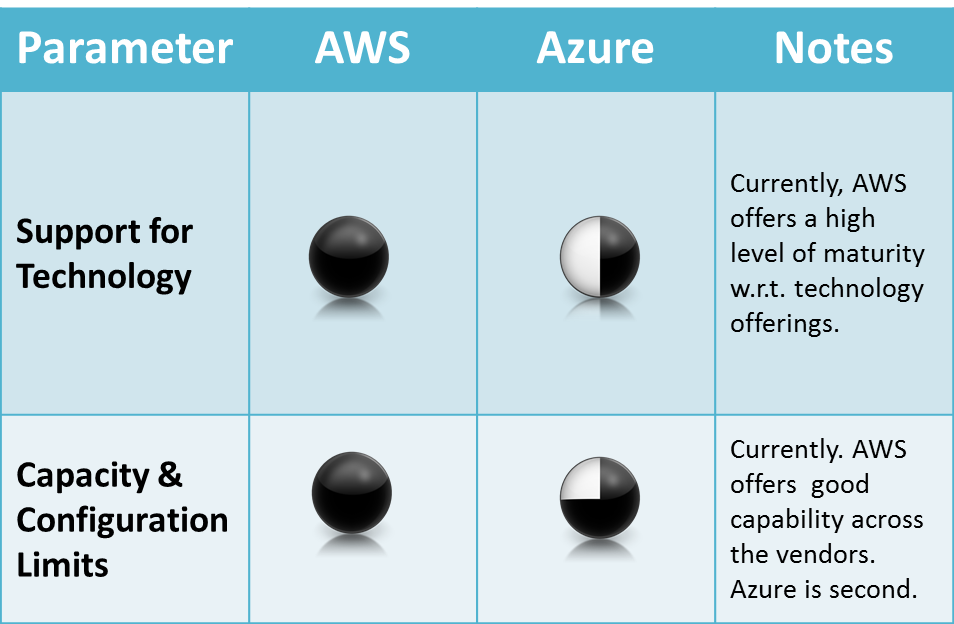 Parameter AWS Azure Notes
Support for
Technology
Currently, AWS
offers a high
level of maturity
w.r.t. technology
offerings.
Capacity &
Configuration
Limits
Currently. AWS
offers  good
capability across
the vendors.
Azure is second.